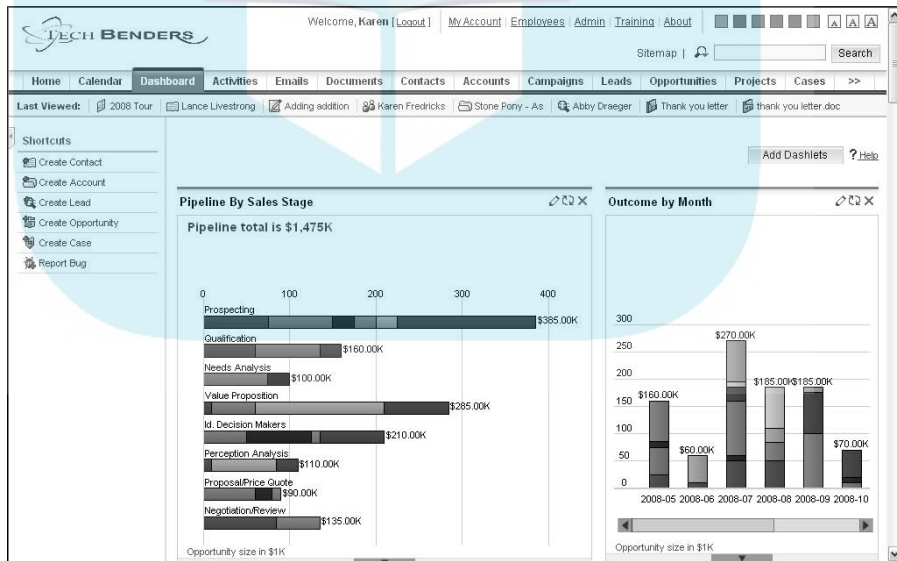 Welcome, Karen [ Logout ] My Account Employees Admin Training About A A A
TECH BENDERS
Sitemap | Search
Home Calendar Dashboard Activities Emails Documents Contacts Accounts Campaigns Leads Opportunities Projects Cases >>
Last Viewed: 2008 Tour Lance Livestrong Adding addition Karen Fredricks Stone Pony - As Abby Draeger Thank you letter thank you letter.doc
Shortcuts
Create Contact
Create Account
Create Lead
Create Opportunity
Create Case
Report Bug
Add Dashlets ? Help
Pipeline By Sales Stage
Pipeline total is $1,475K
0 100 200 300 400
Prospecting
$385.00K
Qualification
$160.00K
Needs Analysis
$100.00K
Value Proposition
$285.00K
Id. Decision Makers
$210.00K
Perception Analysis
$110.00K
Proposal/Price Quote
$90.00K
Negotiation/Review
$135.00K
Opportunity size in $1K
Outcome by Month
300
$270.00K
250
200
$185.00K $185.00K
$160.00K
150
100
$70.00K
$60.00K
50
0
2008-05 2008-06 2008-07 2008-08 2008-09 2008-10
Opportunity size in $1K